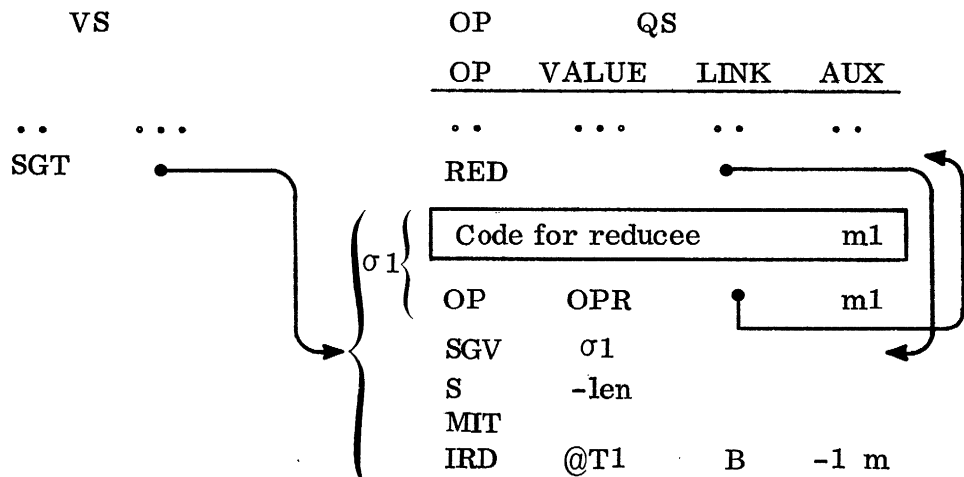 VS OP QS
OP VALUE LINK AUX
.. ... .. ... .. ..
SGT RED
Code for reducee m1
σ1
OP OPR m1
SGV σ1
S -len
MIT
IRD @T1 B -1 m